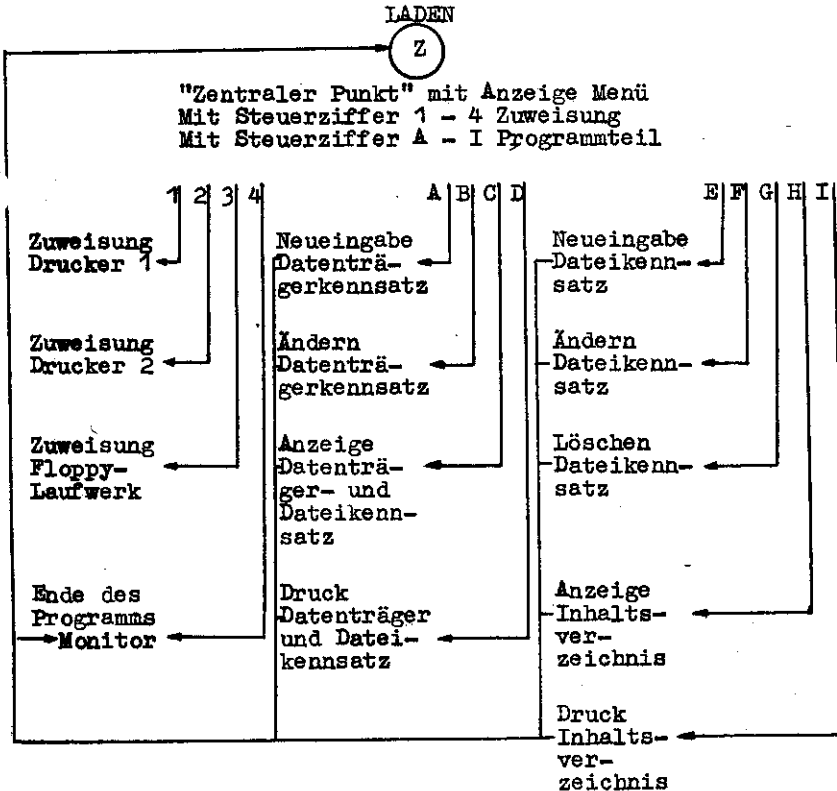 LADEN
Z
"Zentraler Punkt" mit Anzeige Menü
Mit Steuerziffer 1 - 4 Zuweisung
Mit Steuerziffer A - I Programmteil
1 2 3 4
A B C D
E F G H I
Zuweisung
Drucker 1
Zuweisung
Drucker 2
Zuweisung
Floppy-
Laufwerk
Ende des
Programms
Monitor
Neueingabe
Datenträ-
gerkennsatz
Ändern
Datenträ-
gerkennsatz
Anzeige
Datenträ-
ger- und
Dateikenn-
satz
Druck
Datenträger
und Datei-
kennsatz
Neueingabe
Dateikenn-
satz
Ändern
Dateikenn-
satz
Löschen
Dateikenn-
satz
Anzeige
Inhalts-
ver-
zeichnis
Druck
Inhalts-
ver-
zeichnis